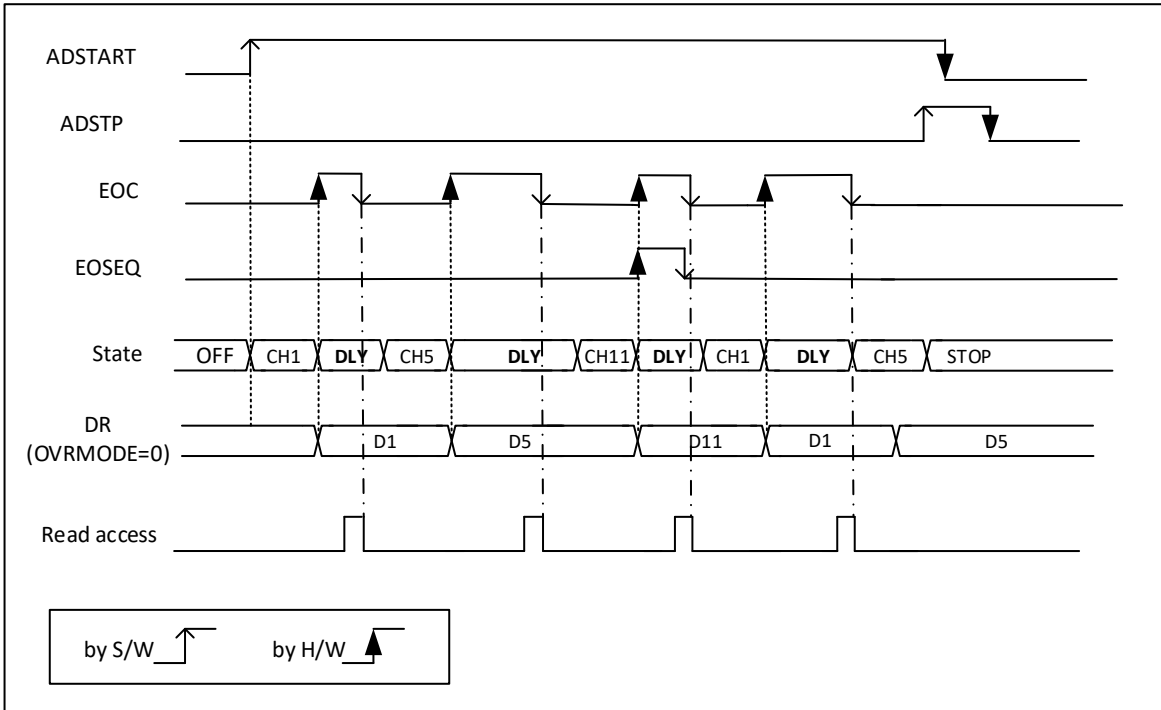 ADSTART
ADSTP
EOC
EOSEQ
State OFF CH1 DLY CH5 DLY CH11 DLY CH1 DLY CH5 STOP
DR
(OVRMODE=0) D1 D5 D11 D1 D5
Read access
by S/W by H/W